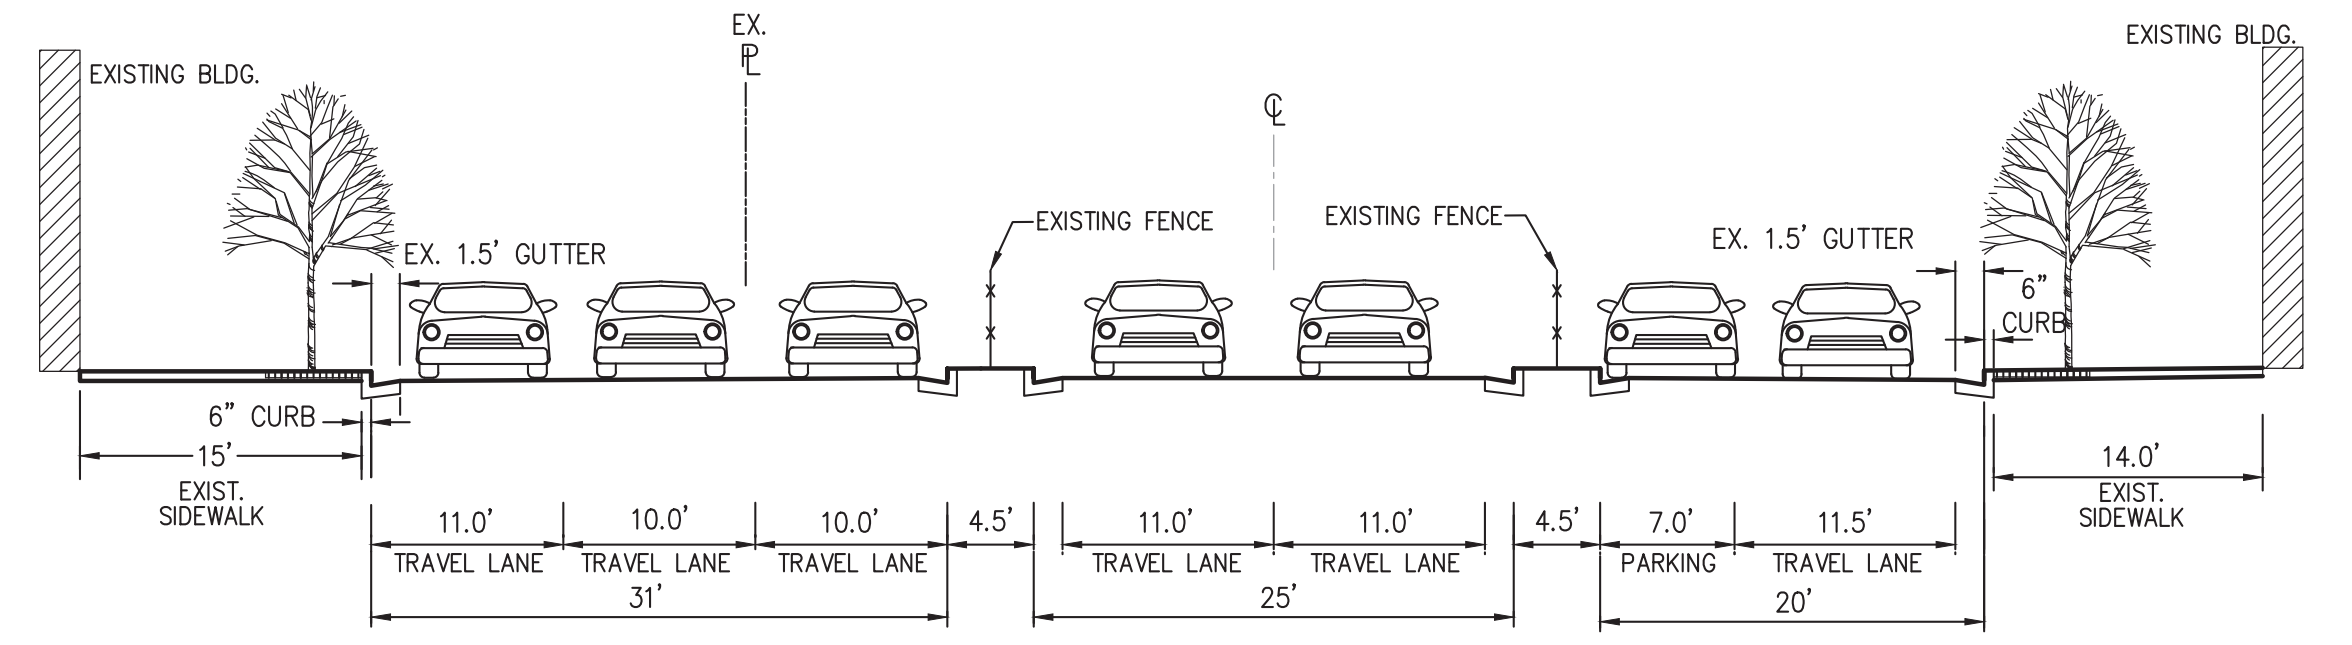 EX.
PL
EXISTING BLDG.
EXISTING BLDG.
CL
EXISTING FENCE
EXISTING FENCE
EX. 1.5' GUTTER
EX. 1.5' GUTTER
6"
CURB
6" CURB
15'
EXIST.
SIDEWALK
14.0'
EXIST.
SIDEWALK
11.0'
TRAVEL LANE
10.0'
TRAVEL LANE
10.0'
TRAVEL LANE
4.5'
11.0'
TRAVEL LANE
11.0'
TRAVEL LANE
4.5'
7.0'
PARKING
11.5'
TRAVEL LANE
31'
25'
20'